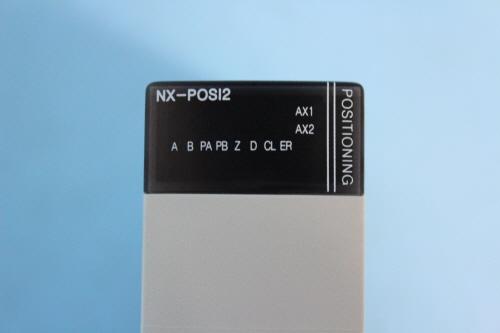 NX-POSI2
AX1
AX2
A B PA PB Z D CL ER
POSITIONING